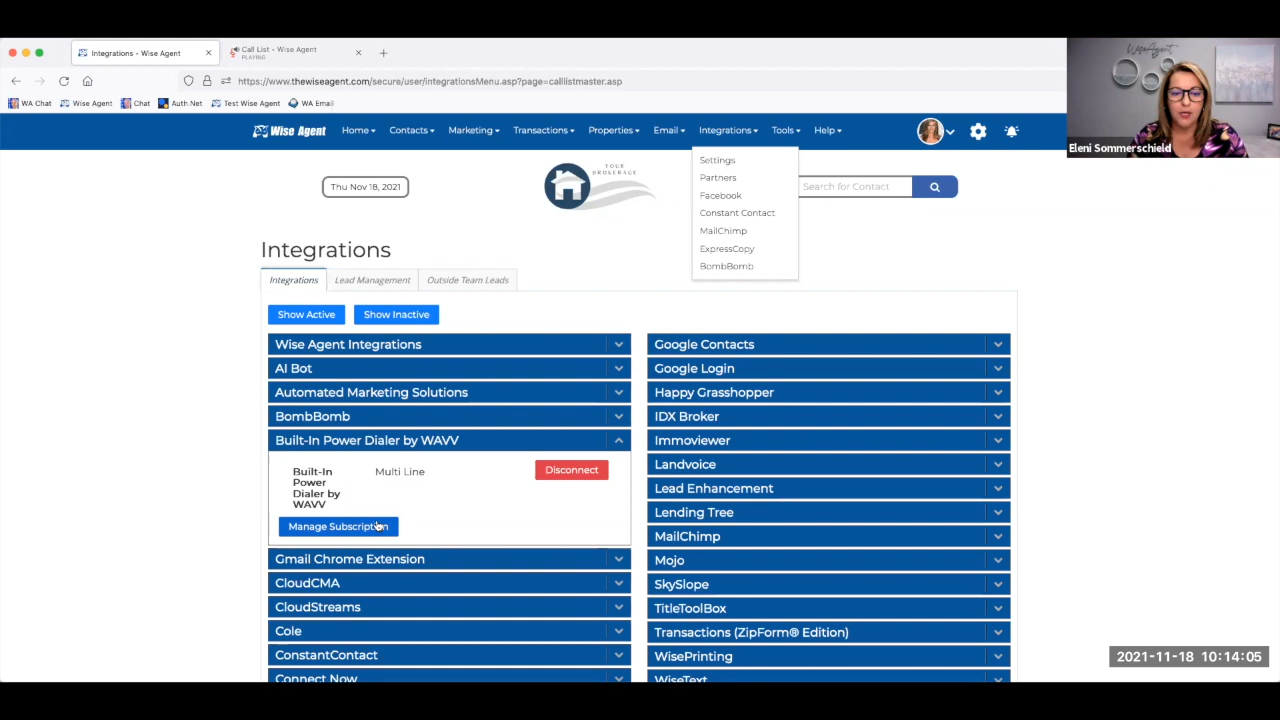 Integrations - Wise Agent
Call List - Wise Agent
PLAYING
https://www.thewiseagent.com/secure/user/integrationsMenu.asp?page=calllistmaster.asp
WA Chat
Wise Agent
Chat
Auth.Net
Test Wise Agent
WA Email
Wise Agent
Eleni Sommerschield
Wise Agent
Home
Contacts
Marketing
Transactions
Properties
Email
Integrations
Tools
Help
Settings
Partners
Facebook
Constant Contact
MailChimp
ExpressCopy
BombBomb
Thu Nov 18, 2021
YOUR
BROKERAGE
Search for Contact
Integrations
Integrations
Lead Management
Outside Team Leads
Show Active
Show Inactive
Wise Agent Integrations
AI Bot
Automated Marketing Solutions
BombBomb
Built-In Power Dialer by WAVV
Built-In
Power
Dialer by
WAVV
Multi Line
Disconnect
Manage Subscription
Gmail Chrome Extension
CloudCMA
CloudStreams
Cole
ConstantContact
Connect Now
Google Contacts
Google Login
Happy Grasshopper
IDX Broker
Immoviewer
Landvoice
Lead Enhancement
Lending Tree
MailChimp
Mojo
SkySlope
TitleToolBox
Transactions (ZipForm® Edition)
WisePrinting
WiseText
2021-11-18 10:14:05